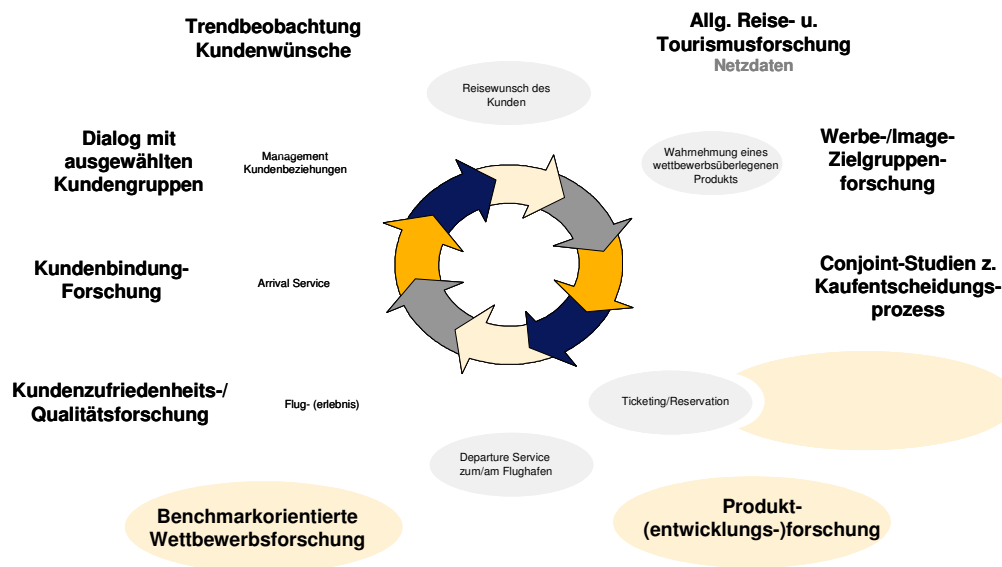 Trendbeobachtung
Kundenwünsche
Allg. Reise- u.
Tourismusforschung
Netzdaten
Reisewunsch des
Kunden
Dialog mit
ausgewählten
Kundengruppen
Management
Kundenbeziehungen
Wahrnehmung eines
wettbewerbsüberlegenen
Produkts
Werbe-/Image-
Zielgruppen-
forschung
Kundenbindung-
Forschung
Arrival Service
Conjoint-Studien z.
Kaufentscheidungs-
prozess
Kundenzufriedenheits-/
Qualitätsforschung
Flug- (erlebnis)
Ticketing/Reservation
Departure Service
zum/am Flughafen
Benchmarkorientierte
Wettbewerbsforschung
Produkt-
(entwicklungs-)forschung